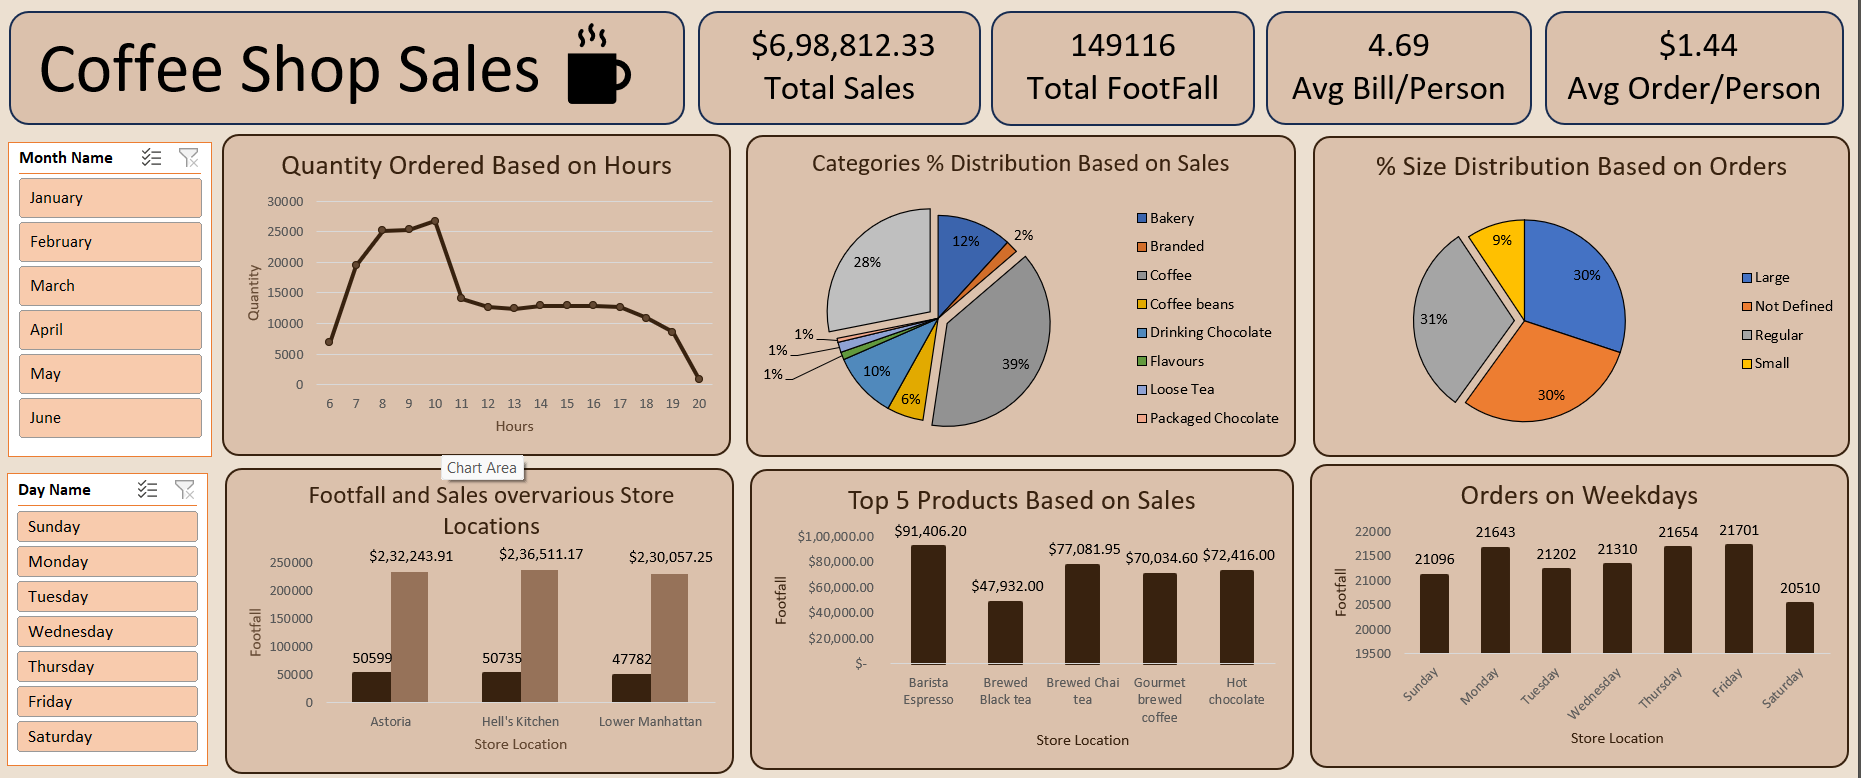 Coffee Shop Sales
$6,98,812.33
Total Sales
149116
Total FootFall
4.69
Avg Bill/Person
$1.44
Avg Order/Person
Month Name
January
February
March
April
May
June
Day Name
Sunday
Monday
Tuesday
Wednesday
Thursday
Friday
Saturday
Quantity Ordered Based on Hours
Quantity
30000
25000
20000
15000
10000
5000
0
6 7 8 9 10 11 12 13 14 15 16 17 18 19 20
Hours
Chart Area
Categories % Distribution Based on Sales
12%
2%
39%
6%
10%
1%
1%
1%
28%
Bakery
Branded
Coffee
Coffee beans
Drinking Chocolate
Flavours
Loose Tea
Packaged Chocolate
% Size Distribution Based on Orders
30%
30%
31%
9%
Large
Not Defined
Regular
Small
Footfall and Sales overvarious Store
Locations
Footfall
250000
200000
150000
100000
50000
0
$2,32,243.91 $2,36,511.17 $2,30,057.25
50599 50735 47782
Astoria Hell's Kitchen Lower Manhattan
Store Location
Top 5 Products Based on Sales
Footfall
$1,00,000.00
$80,000.00
$60,000.00
$40,000.00
$20,000.00
$-
$91,406.20
$47,932.00
$77,081.95
$70,034.60
$72,416.00
Barista
Espresso
Brewed
Black tea
Brewed Chai
tea
Gourmet
brewed
coffee
Hot
chocolate
Store Location
Orders on Weekdays
Footfall
22000
21500
21000
20500
20000
19500
21096
21643
21202
21310
21654
21701
20510
Sunday
Monday
Tuesday
Wednesday
Thursday
Friday
Saturday
Store Location